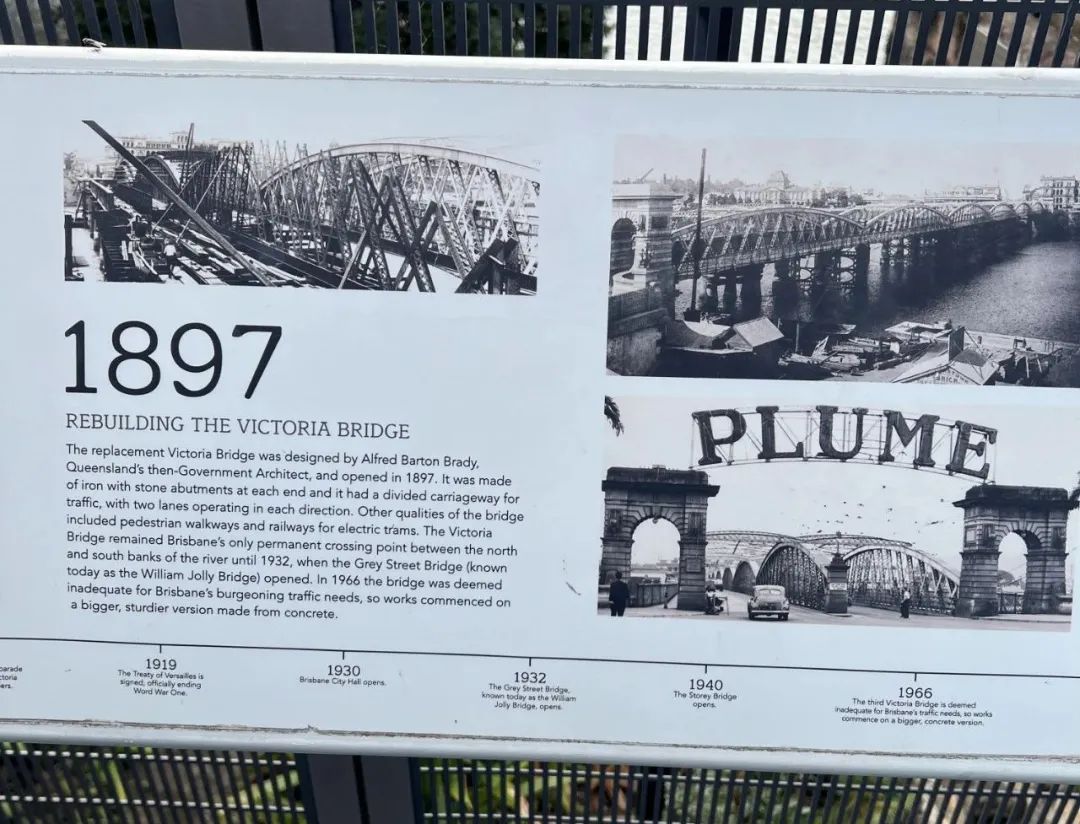 1897
REBUILDING THE VICTORIA BRIDGE
The replacement Victoria Bridge was designed by Alfred Barton Brady,
Queensland's then-Government Architect, and opened in 1897. It was made
of iron with stone abutments at each end and it had a divided carriageway for
traffic, with two lanes operating in each direction. Other qualities of the bridge
included pedestrian walkways and railways for electric trams. The Victoria
Bridge remained Brisbane's only permanent crossing point between the north
and south banks of the river until 1932, when the Grey Street Bridge (known
today as the William Jolly Bridge) opened. In 1966 the bridge was deemed
inadequate for Brisbane's burgeoning traffic needs, so works commenced on
a bigger, sturdier version made from concrete.
PLUME
1919
The Treaty of Versailles is
signed, officially ending
Word War One.
1930
Brisbane City Hall opens.
1932
The Grey Street Bridge,
known today as the William
Jolly Bridge, opens.
1940
The Storey Bridge
opens.
1966
The third Victoria Bridge is deemed
inadequate for Brisbane's traffic needs, so works
commence on a bigger, concrete version.